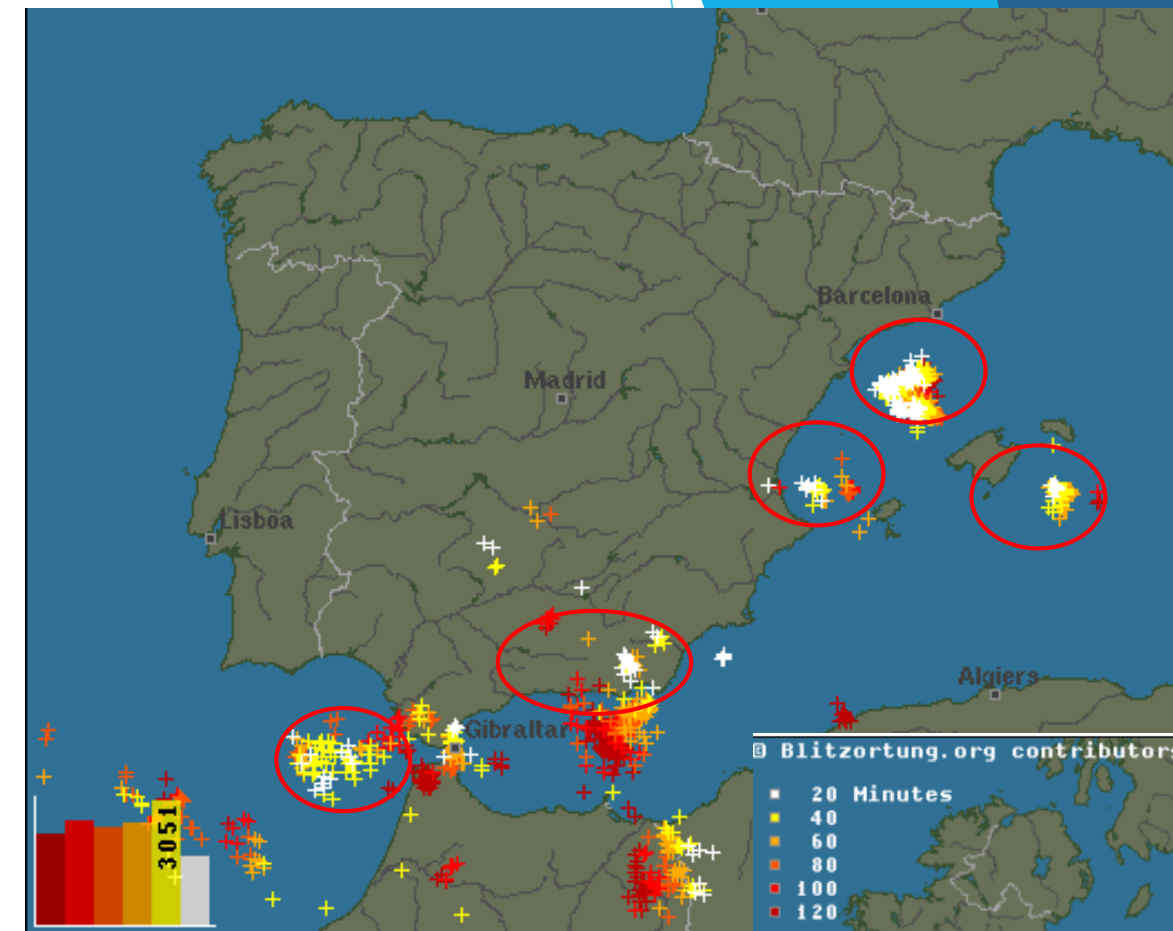 Barcelona
Madrid
Lisboa
Algiers
Gibraltar
© Blitzortung.org contributors
3051
20 Minutes
40
60
80
100
120